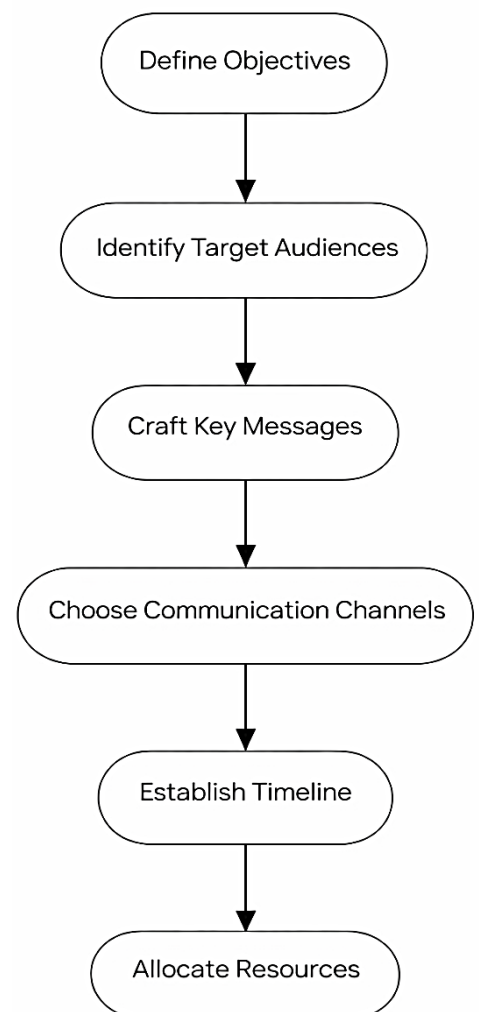 Define Objectives
Identify Target Audiences
Craft Key Messages
Choose Communication Channels
Establish Timeline
Allocate Resources